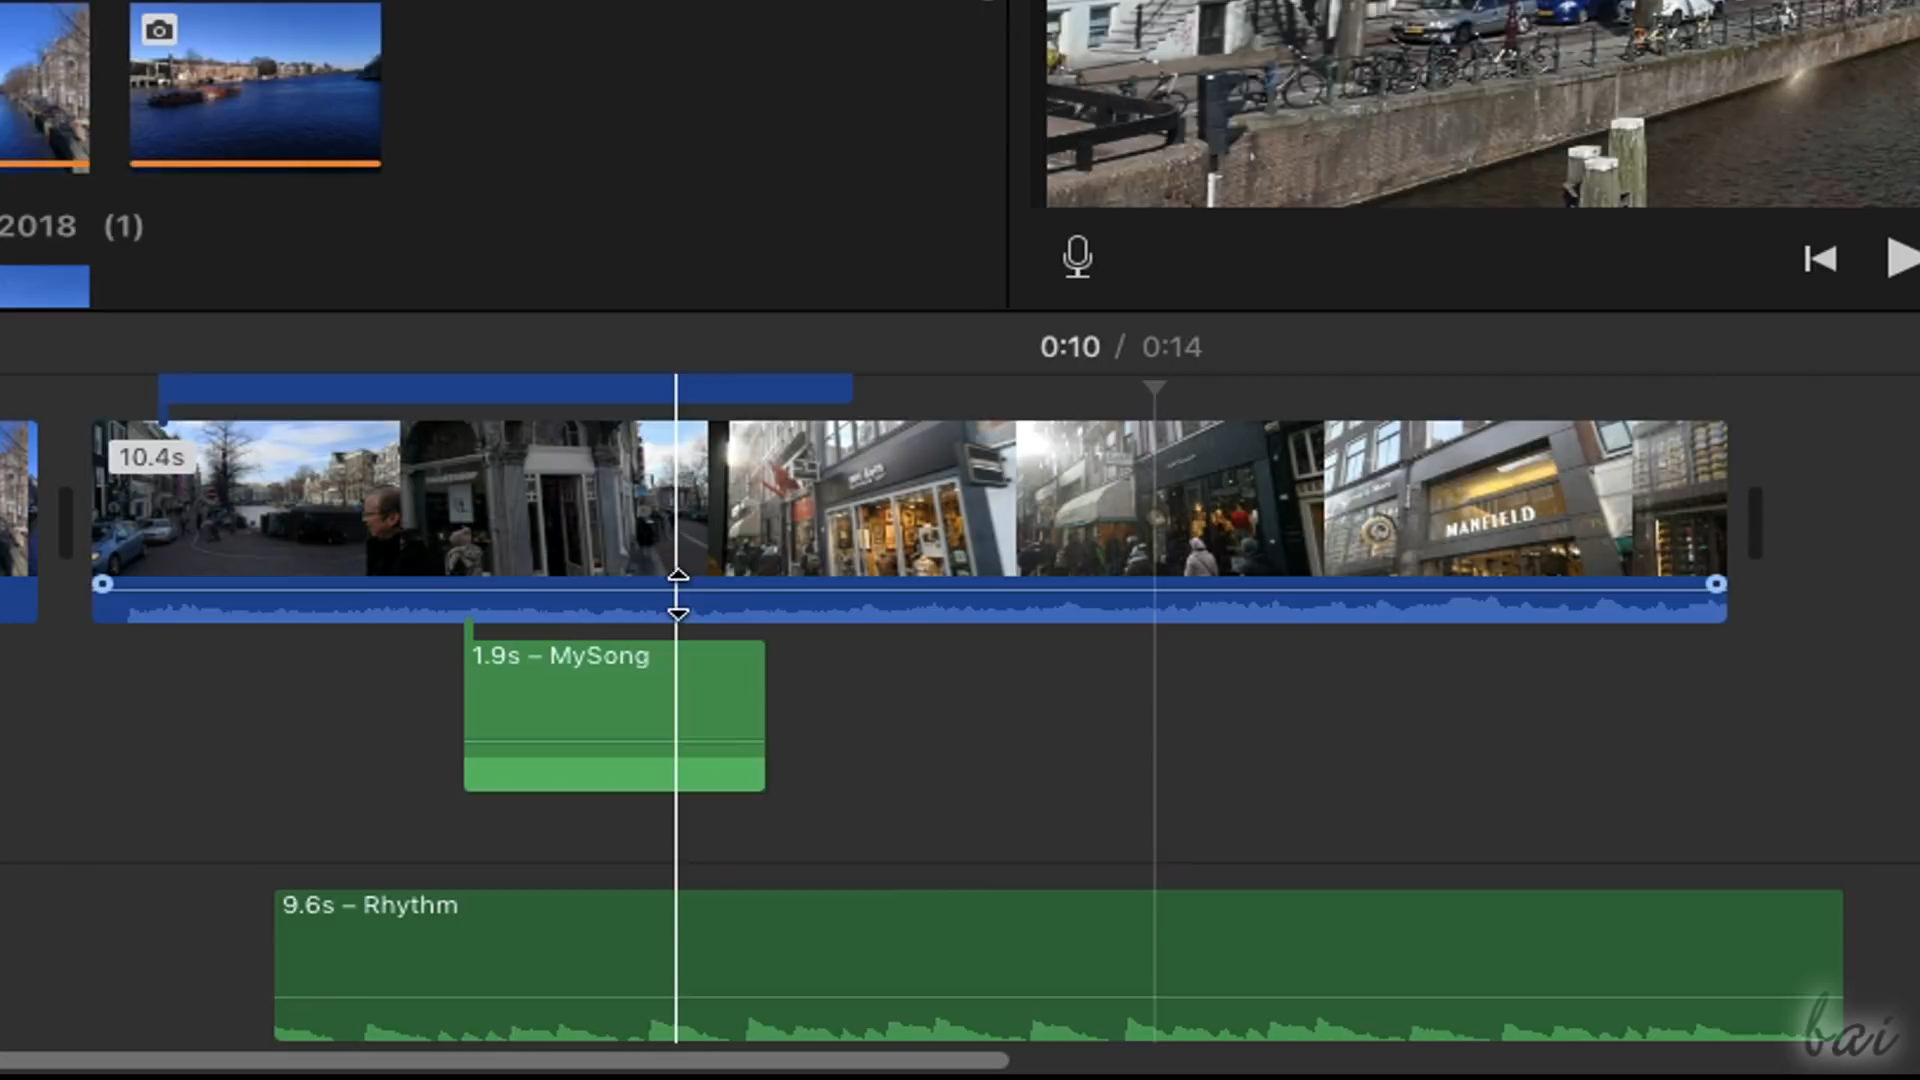 2018 (1)
0:10 / 0:14
10.4s
MANFIELD
1.9s – MySong
9.6s – Rhythm
bai